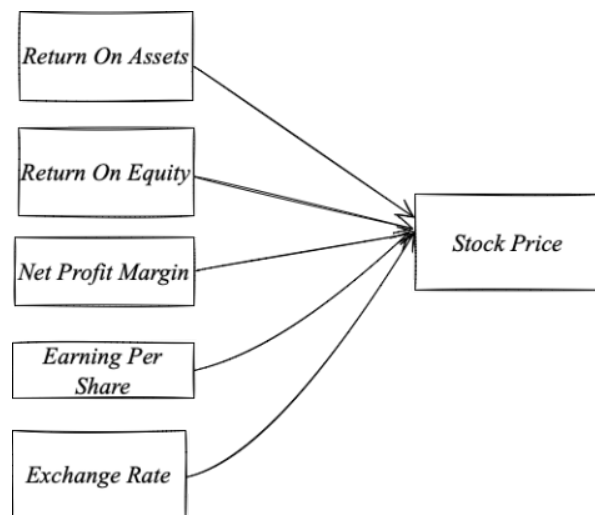 Return On Assets
Return On Equity
Net Profit Margin
Earning Per
Share
Exchange Rate
Stock Price